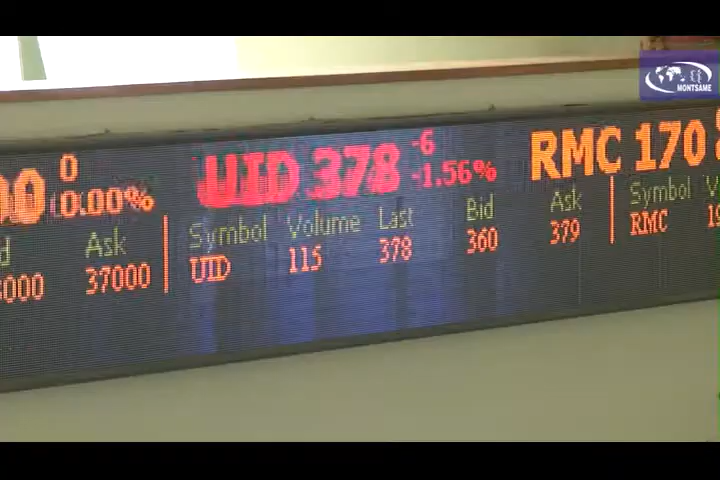 MONTSAME
0
0.00%
Ask
37000
UID 378 -6
-1.56%
Symbol Volume Last Bid Ask
UID 115 378 360 379
RMC 170
Symbol
RMC